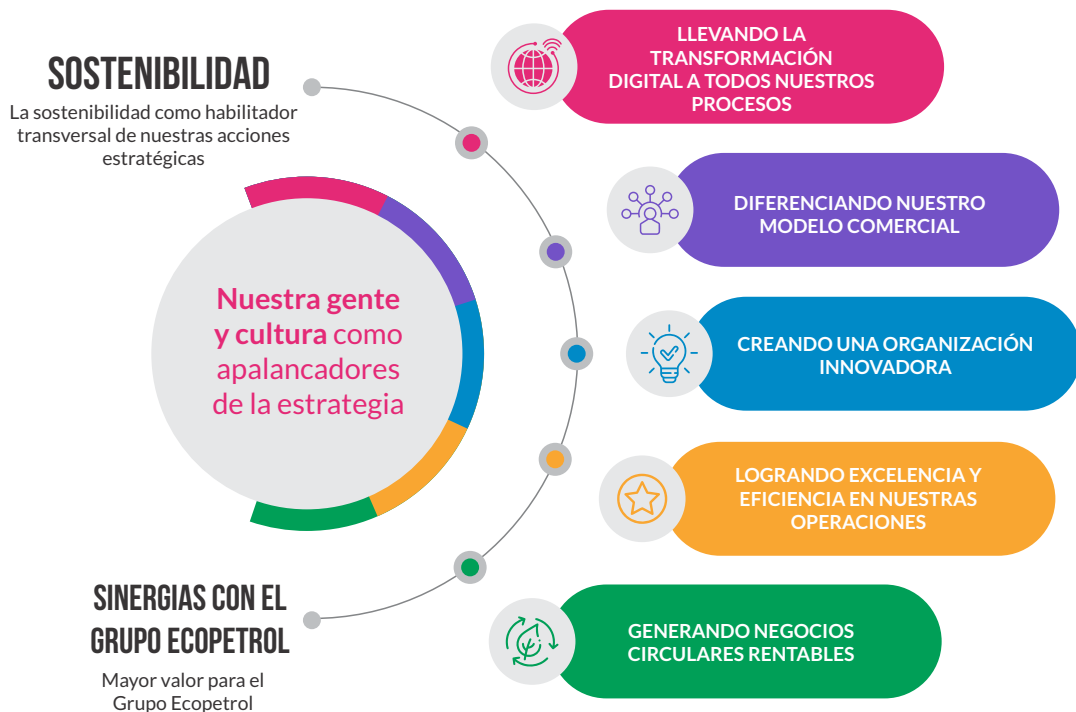 SOSTENIBILIDAD
La sostenibilidad como habilitador
transversal de nuestras acciones
estratégicas
Nuestra gente
y cultura como
apalancadores
de la estrategia
SINERGIAS CON EL
GRUPO ECOPETROL
Mayor valor para el
Grupo Ecopetrol
LLEVANDO LA
TRANSFORMACIÓN
DIGITAL A TODOS NUESTROS
PROCESOS
DIFERENCIANDO NUESTRO
MODELO COMERCIAL
CREANDO UNA ORGANIZACIÓN
INNOVADORA
LOGRANDO EXCELENCIA Y
EFICIENCIA EN NUESTRAS
OPERACIONES
GENERANDO NEGOCIOS
CIRCULARES RENTABLES